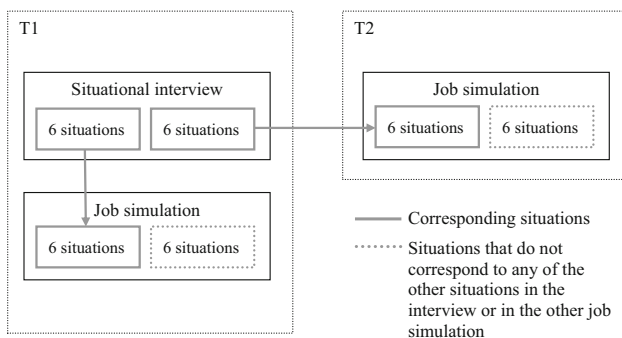 T1
Situational interview
6 situations
6 situations
Job simulation
6 situations
6 situations
T2
Job simulation
6 situations
6 situations
Corresponding situations
Situations that do not
correspond to any of the
other situations in the
interview or in the other job
simulation